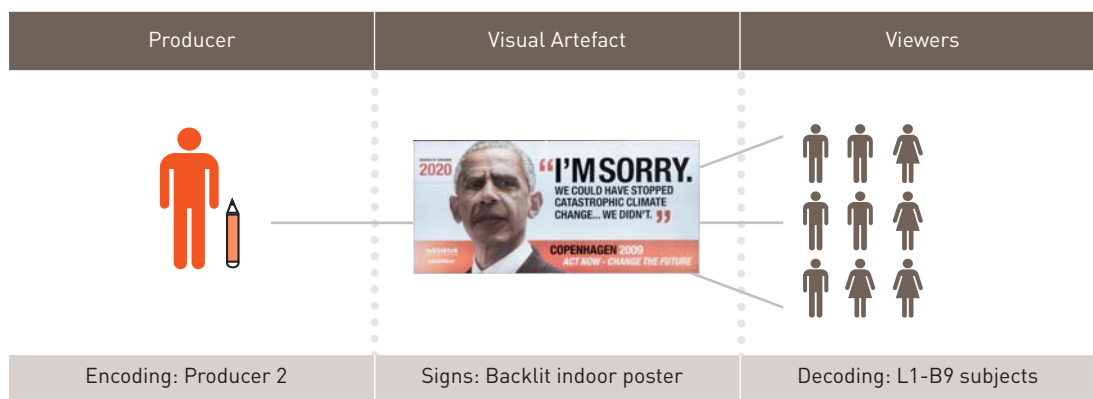 Producer
Visual Artefact
Viewers
2020
“I'M SORRY.
WE COULD HAVE STOPPED
CATASTROPHIC CLIMATE
CHANGE... WE DIDN'T.”
COPENHAGEN 2009
ACT NOW - CHANGE THE FUTURE
Encoding: Producer 2
Signs: Backlit indoor poster
Decoding: L1-B9 subjects